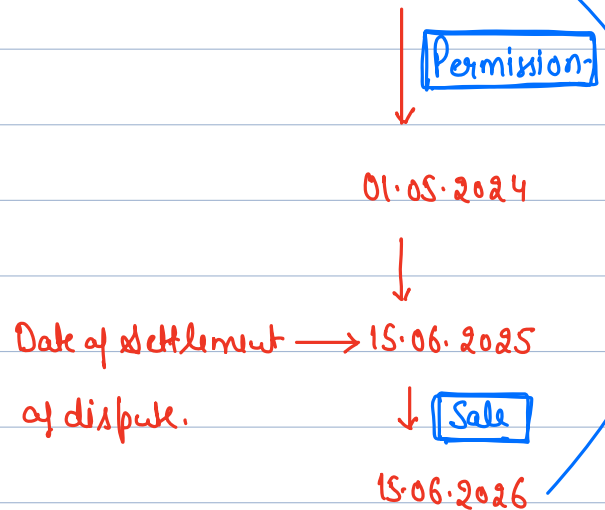 Permission
01.05.2024
Date of settlement → 15.06.2025
of dispute.
Sale
15.06.2026